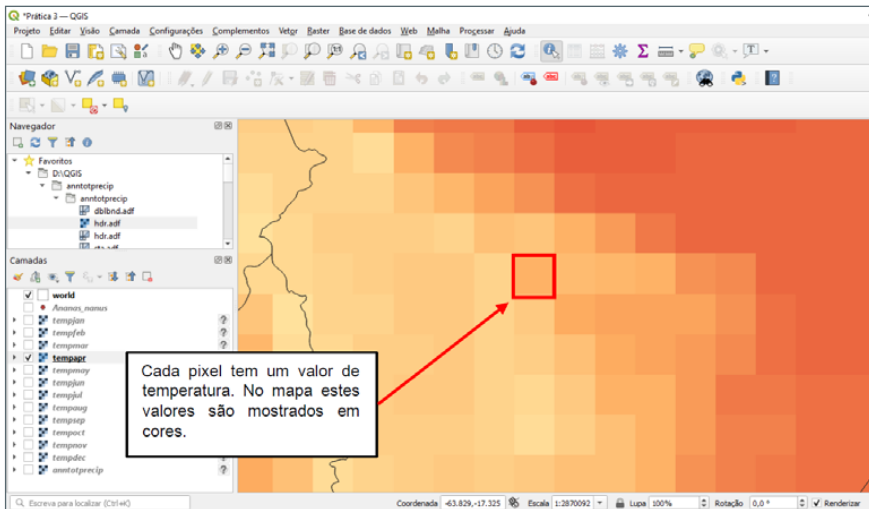 *Prática 3 — QGIS
Projeto Editar Visão Camada Configurações Complementos Vetor Raster Base de dados Web Malha Processar Ajuda
Navegador
Favoritos
D:\QGIS
anntotprecip
anntotprecip
dblbnd.adf
hdr.adf
hdr.adf
Camadas
world
Ananas_nanus
tempjan
tempfeb
tempmar
tempapr
tempmay
tempjun
tempjul
tempaug
tempsep
tempoct
tempnov
tempdec
anntotprecip
Cada pixel tem um valor de
temperatura. No mapa estes
valores são mostrados em
cores.
Escreva para localizar (Ctrl+K)
Coordenada -63.829,-17.325 Escala 1:2870092 Lupa 100% Rotação 0,0 ° Renderizar